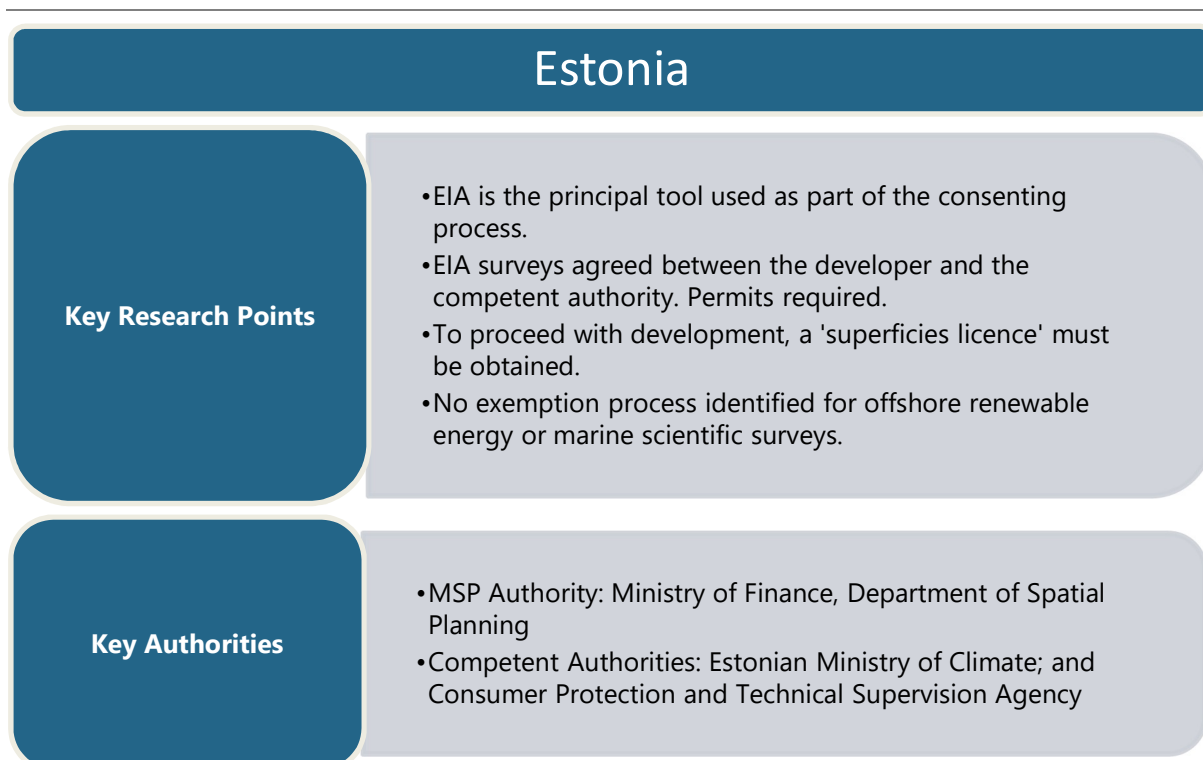 Estonia
Key Research Points
•EIA is the principal tool used as part of the consenting
process.
•EIA surveys agreed between the developer and the
competent authority. Permits required.
•To proceed with development, a 'superficies licence' must
be obtained.
•No exemption process identified for offshore renewable
energy or marine scientific surveys.
Key Authorities
•MSP Authority: Ministry of Finance, Department of Spatial
Planning
•Competent Authorities: Estonian Ministry of Climate; and
Consumer Protection and Technical Supervision Agency